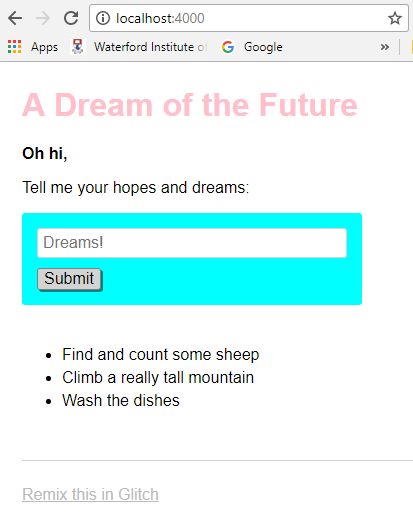 localhost:4000
Apps Waterford Institute of Google »
A Dream of the Future
Oh hi,
Tell me your hopes and dreams:
Dreams!
Submit
Find and count some sheep
Climb a really tall mountain
Wash the dishes
Remix this in Glitch